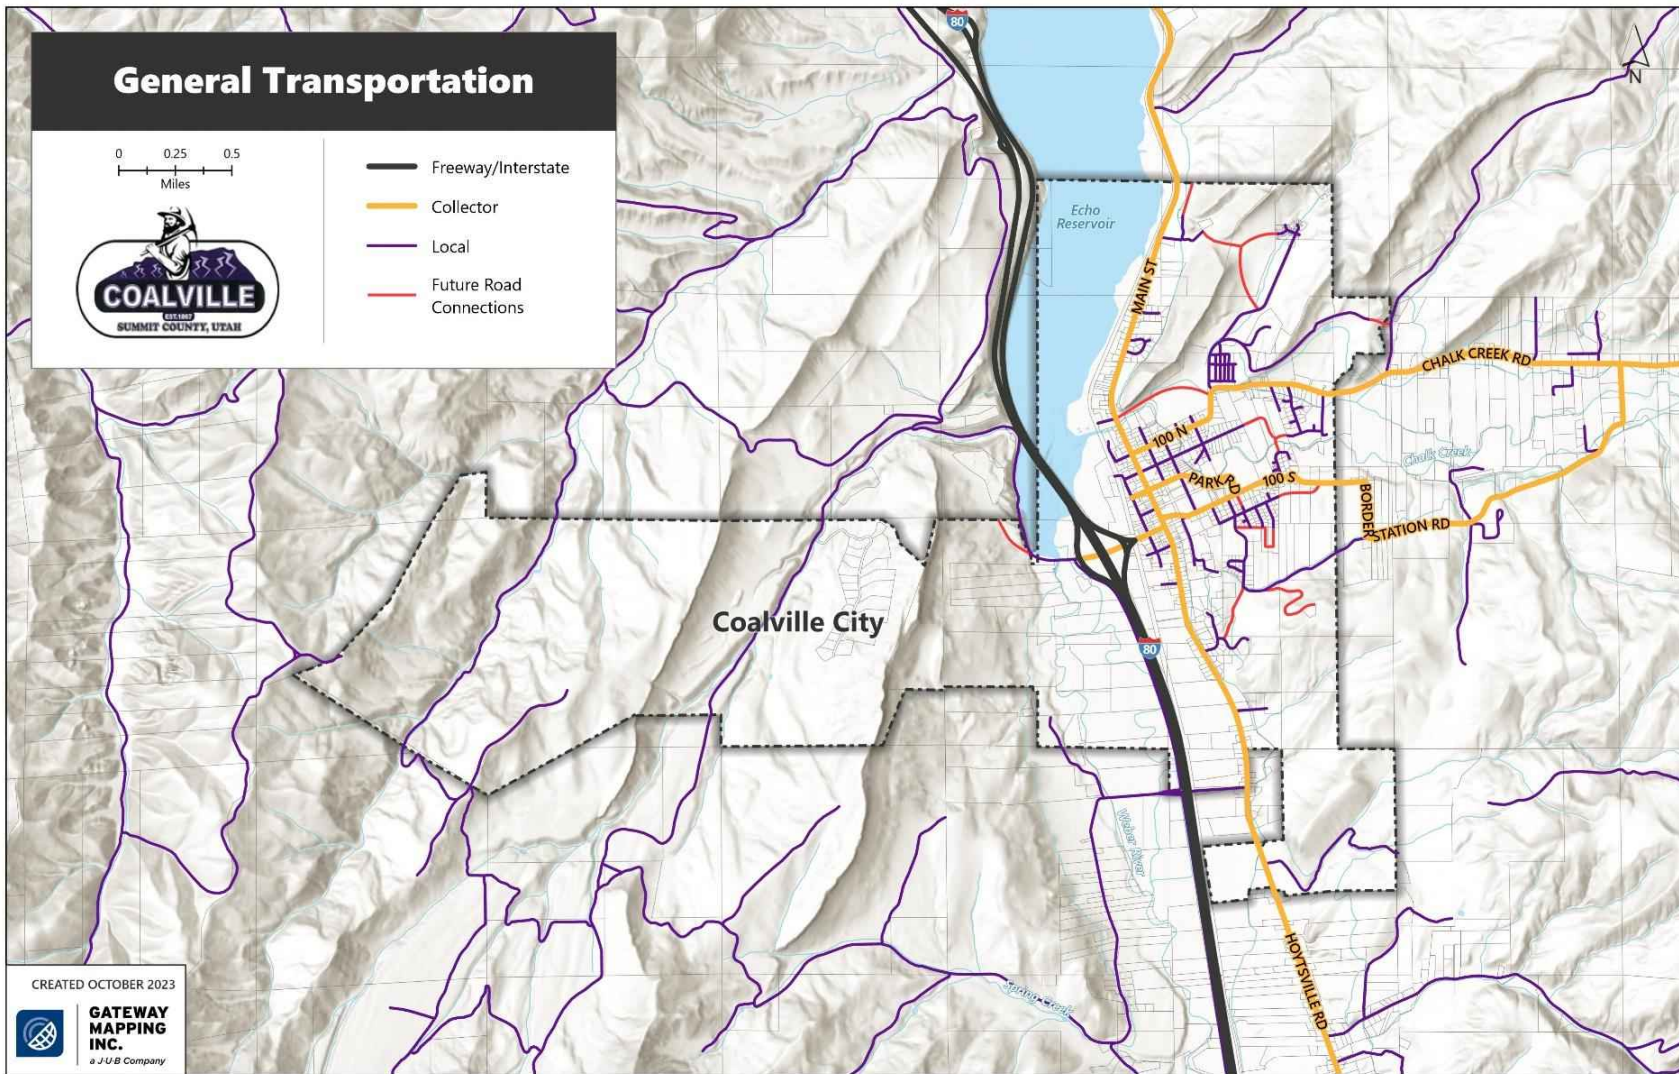 General Transportation
0 0.25 0.5
Miles
COALVILLE
EST.1867
SUMMIT COUNTY, UTAH
Freeway/Interstate
Collector
Local
Future Road
Connections
80
N
Echo
Reservoir
MAIN ST
CHALK CREEK RD
100 N
PARK RD
100 S
Chalk Creek
BORDER
STATION RD
Coalville City
80
Weber River
HOYTSVILLE RD
Spring Creek
CREATED OCTOBER 2023
GATEWAY
MAPPING
INC.
a J-U-B Company